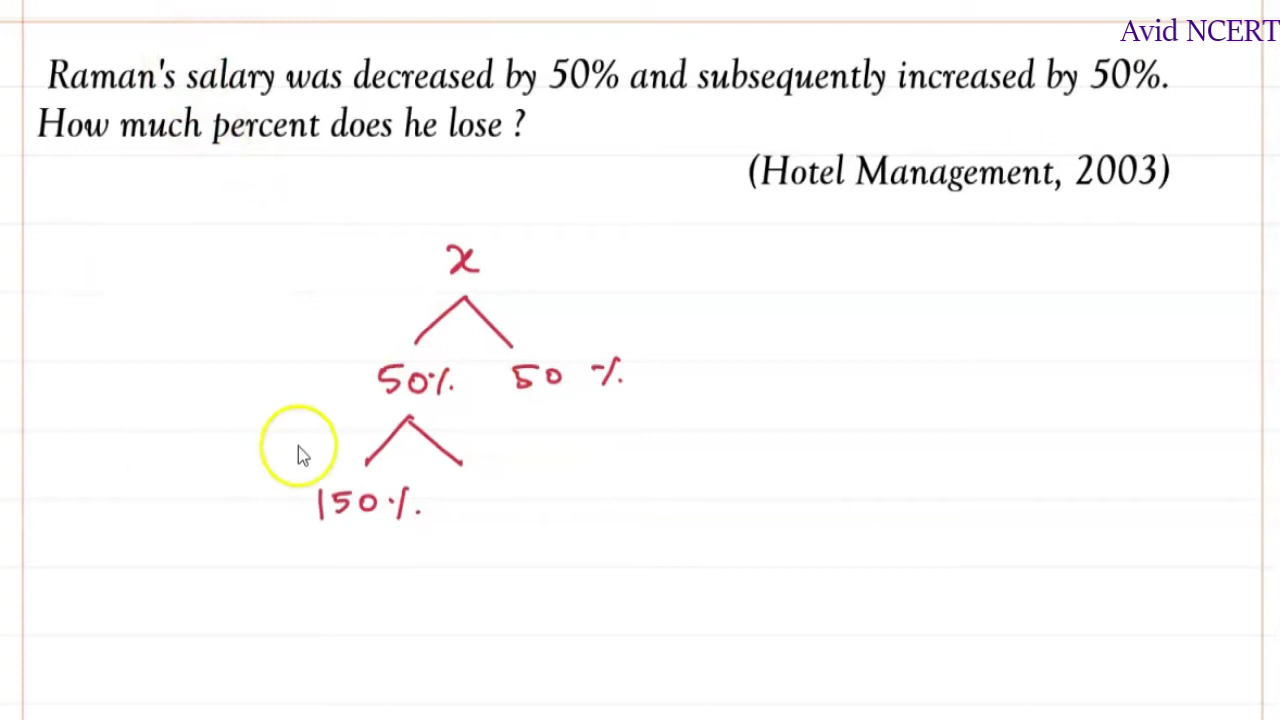 Avid NCERT
Raman's salary was decreased by 50% and subsequently increased by 50%.
How much percent does he lose ?
(Hotel Management, 2003)
x
50% 50 %
150%